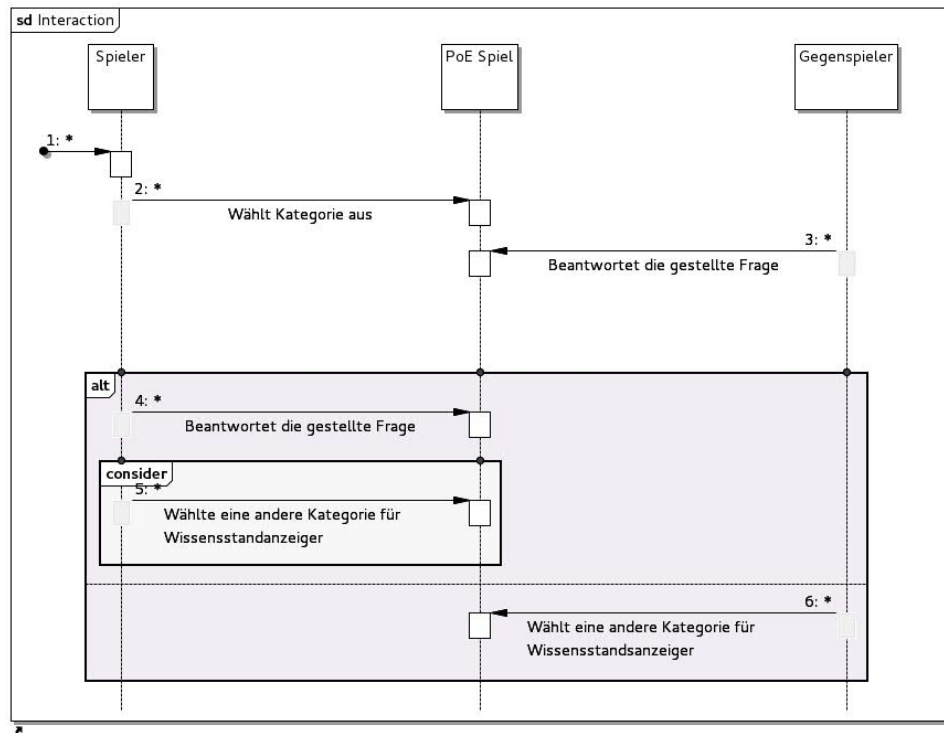 sd Interaction
Spieler
PoE Spiel
Gegenspieler
1: *
2: *
Wählt Kategorie aus
3: *
Beantwortet die gestellte Frage
alt
4: *
Beantwortet die gestellte Frage
consider
5: *
Wählte eine andere Kategorie für
Wissensstandanzeiger
6: *
Wählt eine andere Kategorie für
Wissensstandsanzeiger